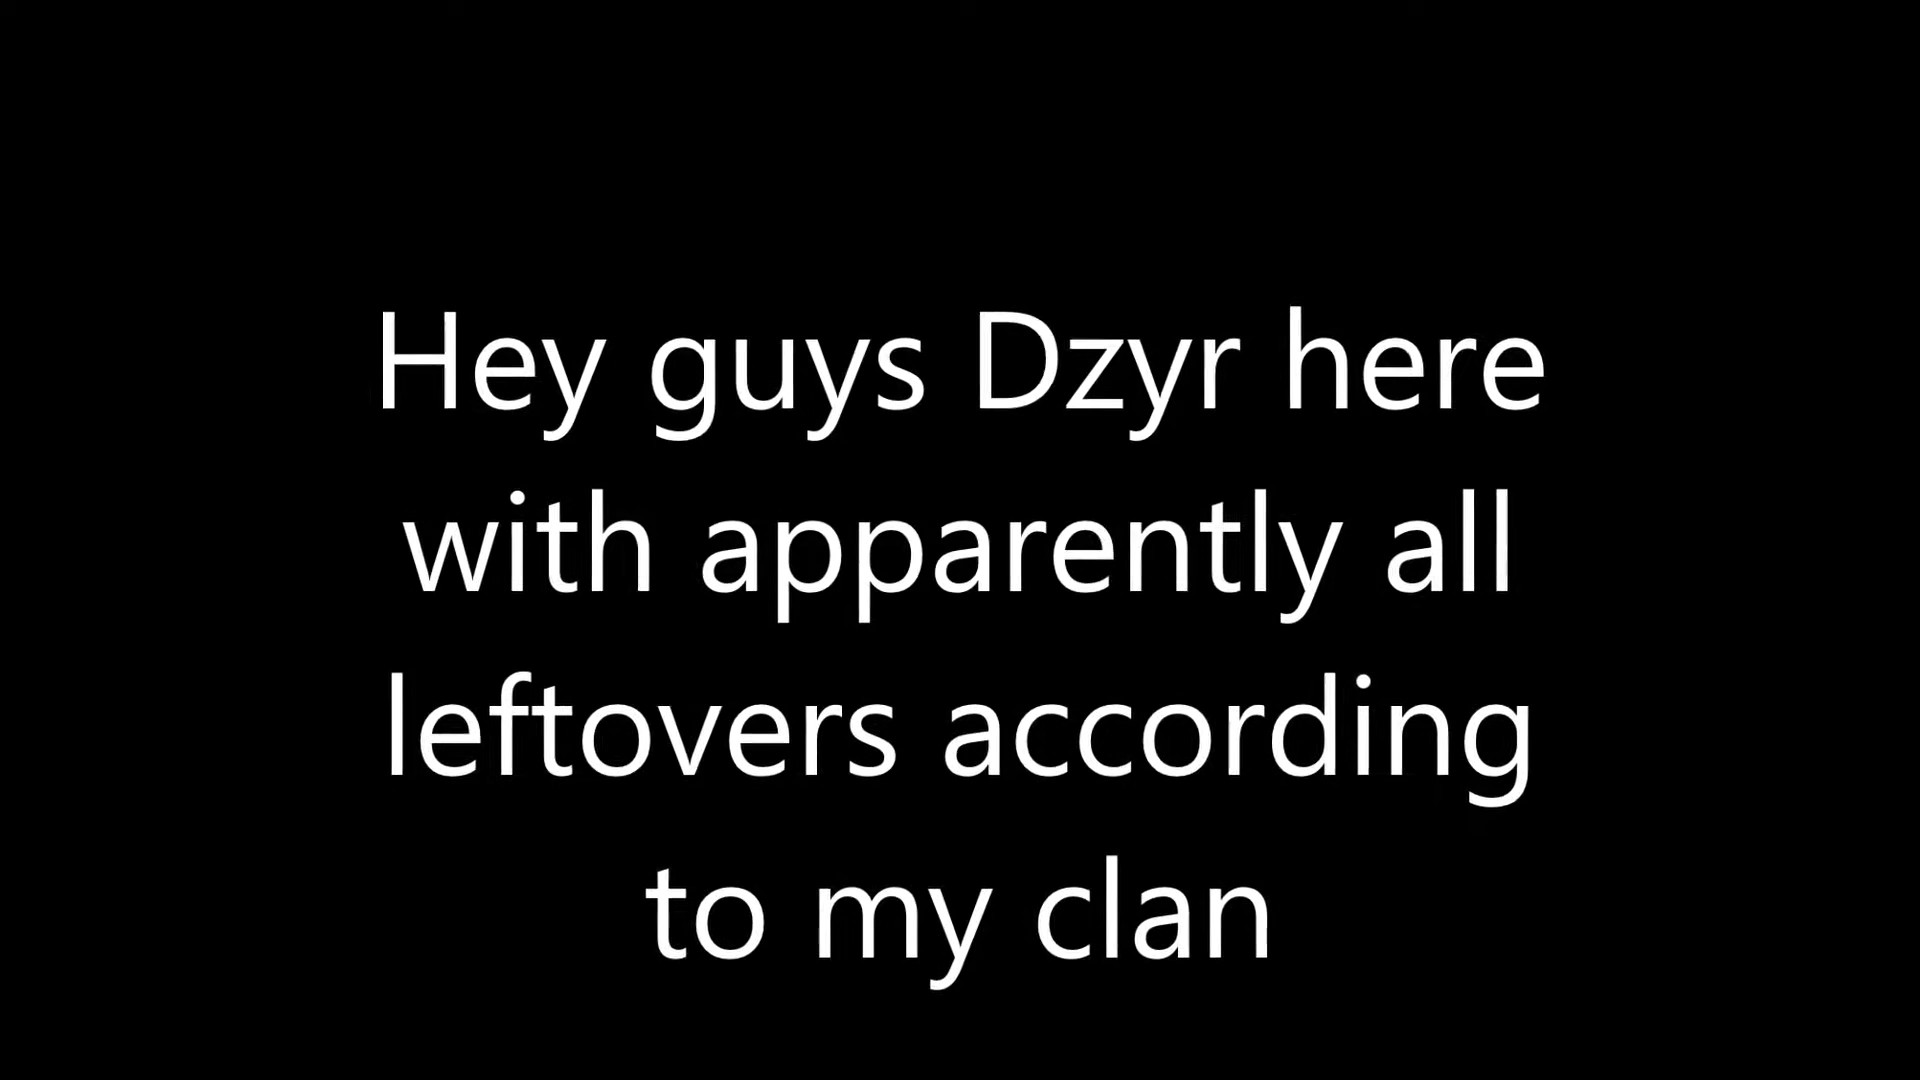 Hey guys Dzyr here
with apparently all
leftovers according
to my clan